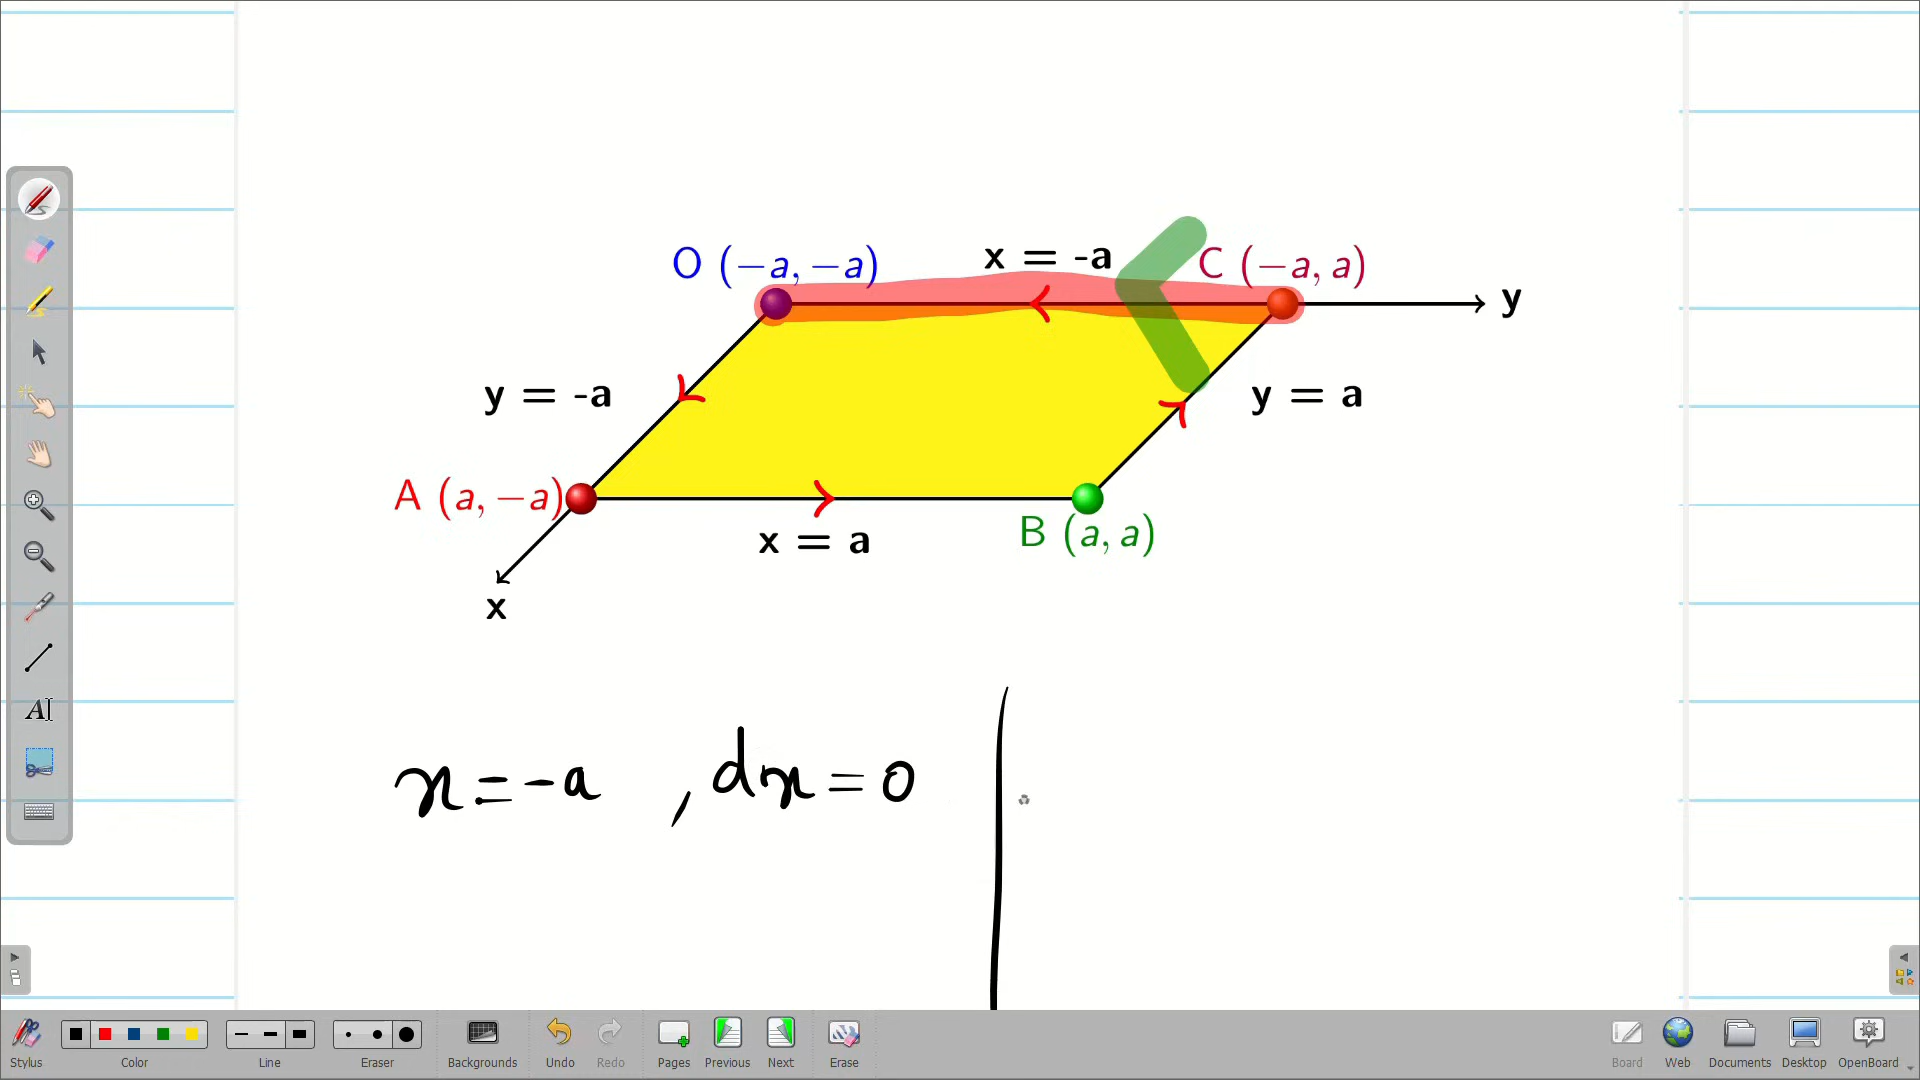 O (−a, −a)
x = -a
C (−a, a)
y
y = -a
y = a
A (a, −a)
x = a
B (a, a)
x
x = -a , dx = 0
A
Stylus
Color
Line
Eraser
Backgrounds
Undo
Redo
Pages
Previous
Next
Erase
Board
Web
Documents
Desktop
OpenBoard